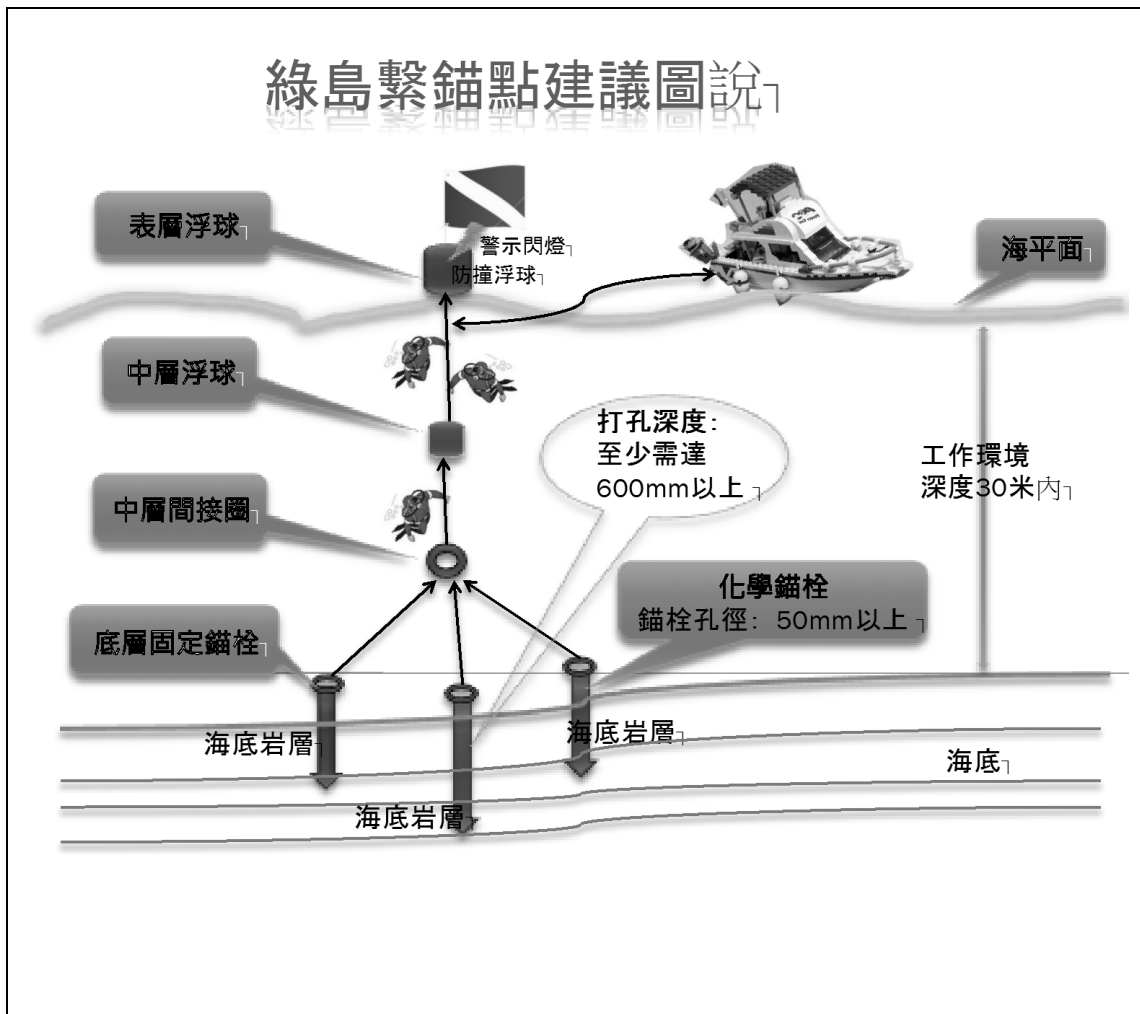 綠島繫錨點建議圖說
表層浮球
警示閃燈
防撞浮球
海平面
中層浮球
打孔深度:
至少需達
600mm以上
工作環境
深度30米內
中層間接圈
化學錨栓
錨栓孔徑: 50mm以上
底層固定錨栓
海底岩層
海底岩層
海底
海底岩層